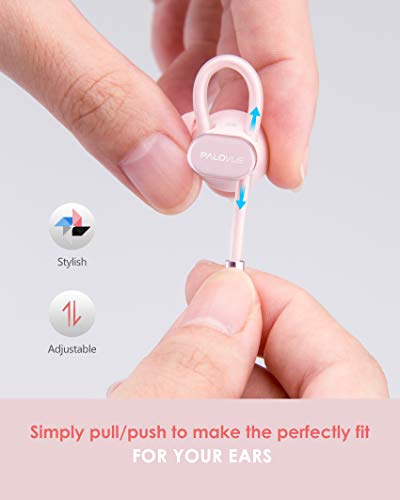 PALOVUE
Stylish
Adjustable
Simply pull/push to make the perfectly fit
FOR YOUR EARS